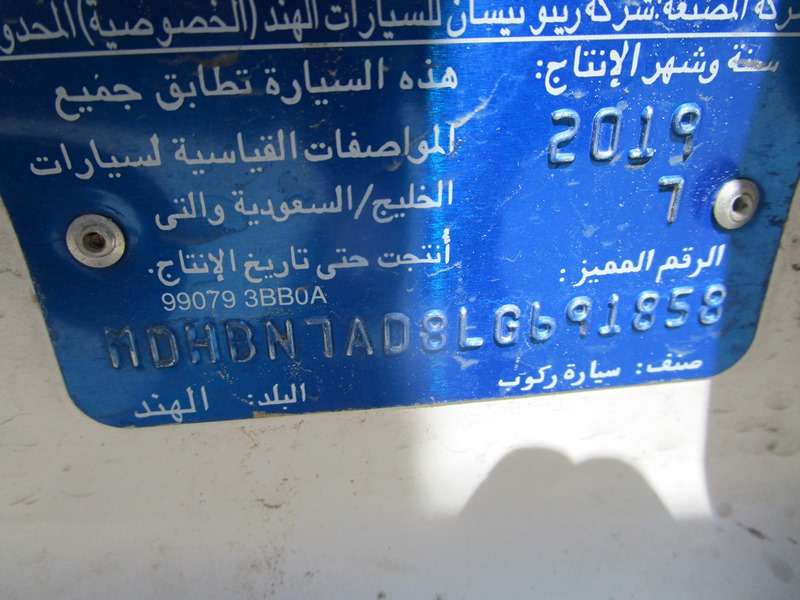 ركة المصنعة: شركة رينو نيسان للسيارات الهند (الخصوصية) المحدو
سنة وشهر الإنتاج:
2019
7
هذه السيارة تطابق جميع
المواصفات القياسية لسيارات
الخليج/السعودية والتى
أنتجت حتى تاريخ الإنتاج.
الرقم المميز:
99079 3BB0A
MDHBN7AD8LG691858
صنف: سيارة ركوب
البلد: الهند